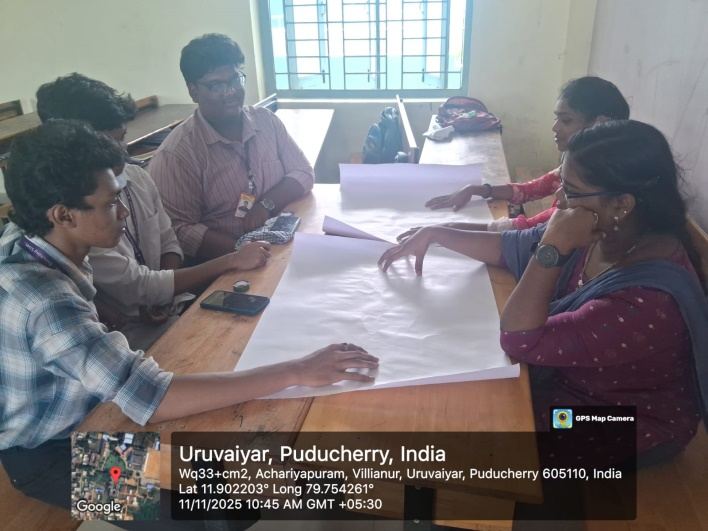 GPS Map Camera
Uruvaiyar, Puducherry, India
Wq33+cm2, Achariyapuram, Villianur, Uruvaiyar, Puducherry 605110, India
Lat 11.902203° Long 79.754261°
11/11/2025 10:45 AM GMT +05:30
Google